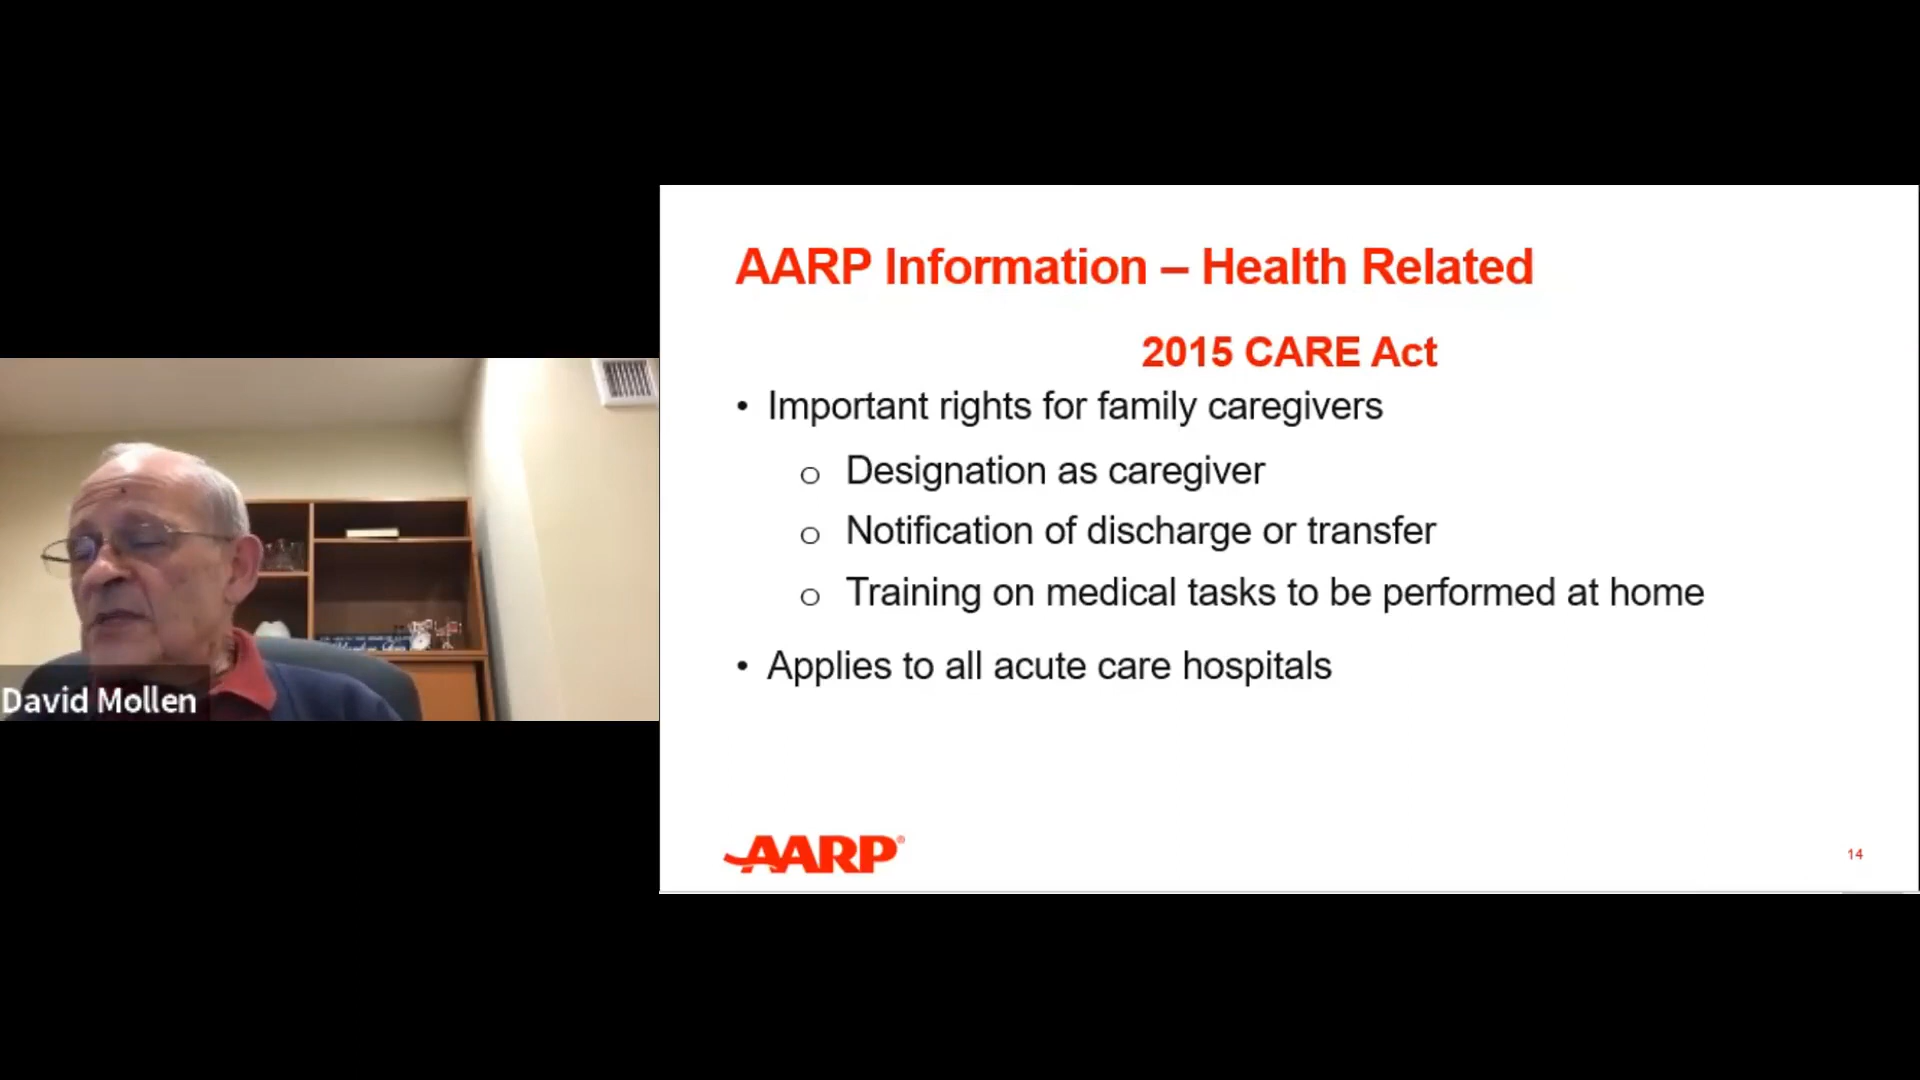 AARP Information – Health Related
2015 CARE Act
• Important rights for family caregivers
o Designation as caregiver
o Notification of discharge or transfer
o Training on medical tasks to be performed at home
• Applies to all acute care hospitals
David Mollen
AARP®
14